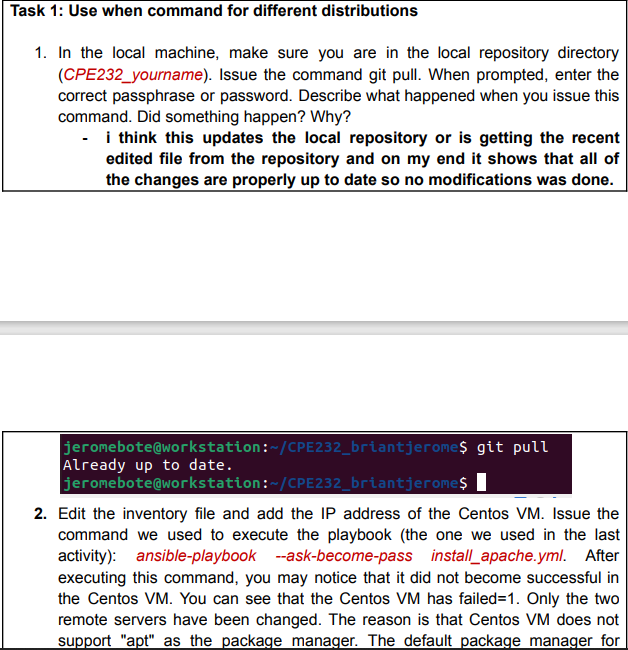 Task 1: Use when command for different distributions
1. In the local machine, make sure you are in the local repository directory
(CPE232_yourname). Issue the command git pull. When prompted, enter the
correct passphrase or password. Describe what happened when you issue this
command. Did something happen? Why?
- i think this updates the local repository or is getting the recent
edited file from the repository and on my end it shows that all of
the changes are properly up to date so no modifications was done.
jeromebote@workstation:~/CPE232_briantjerome$ git pull
Already up to date.
jeromebote@workstation:~/CPE232_briantjerome$
2. Edit the inventory file and add the IP address of the Centos VM. Issue the
command we used to execute the playbook (the one we used in the last
activity): ansible-playbook --ask-become-pass install_apache.yml. After
executing this command, you may notice that it did not become successful in
the Centos VM. You can see that the Centos VM has failed=1. Only the two
remote servers have been changed. The reason is that Centos VM does not
support "apt" as the package manager. The default package manager for